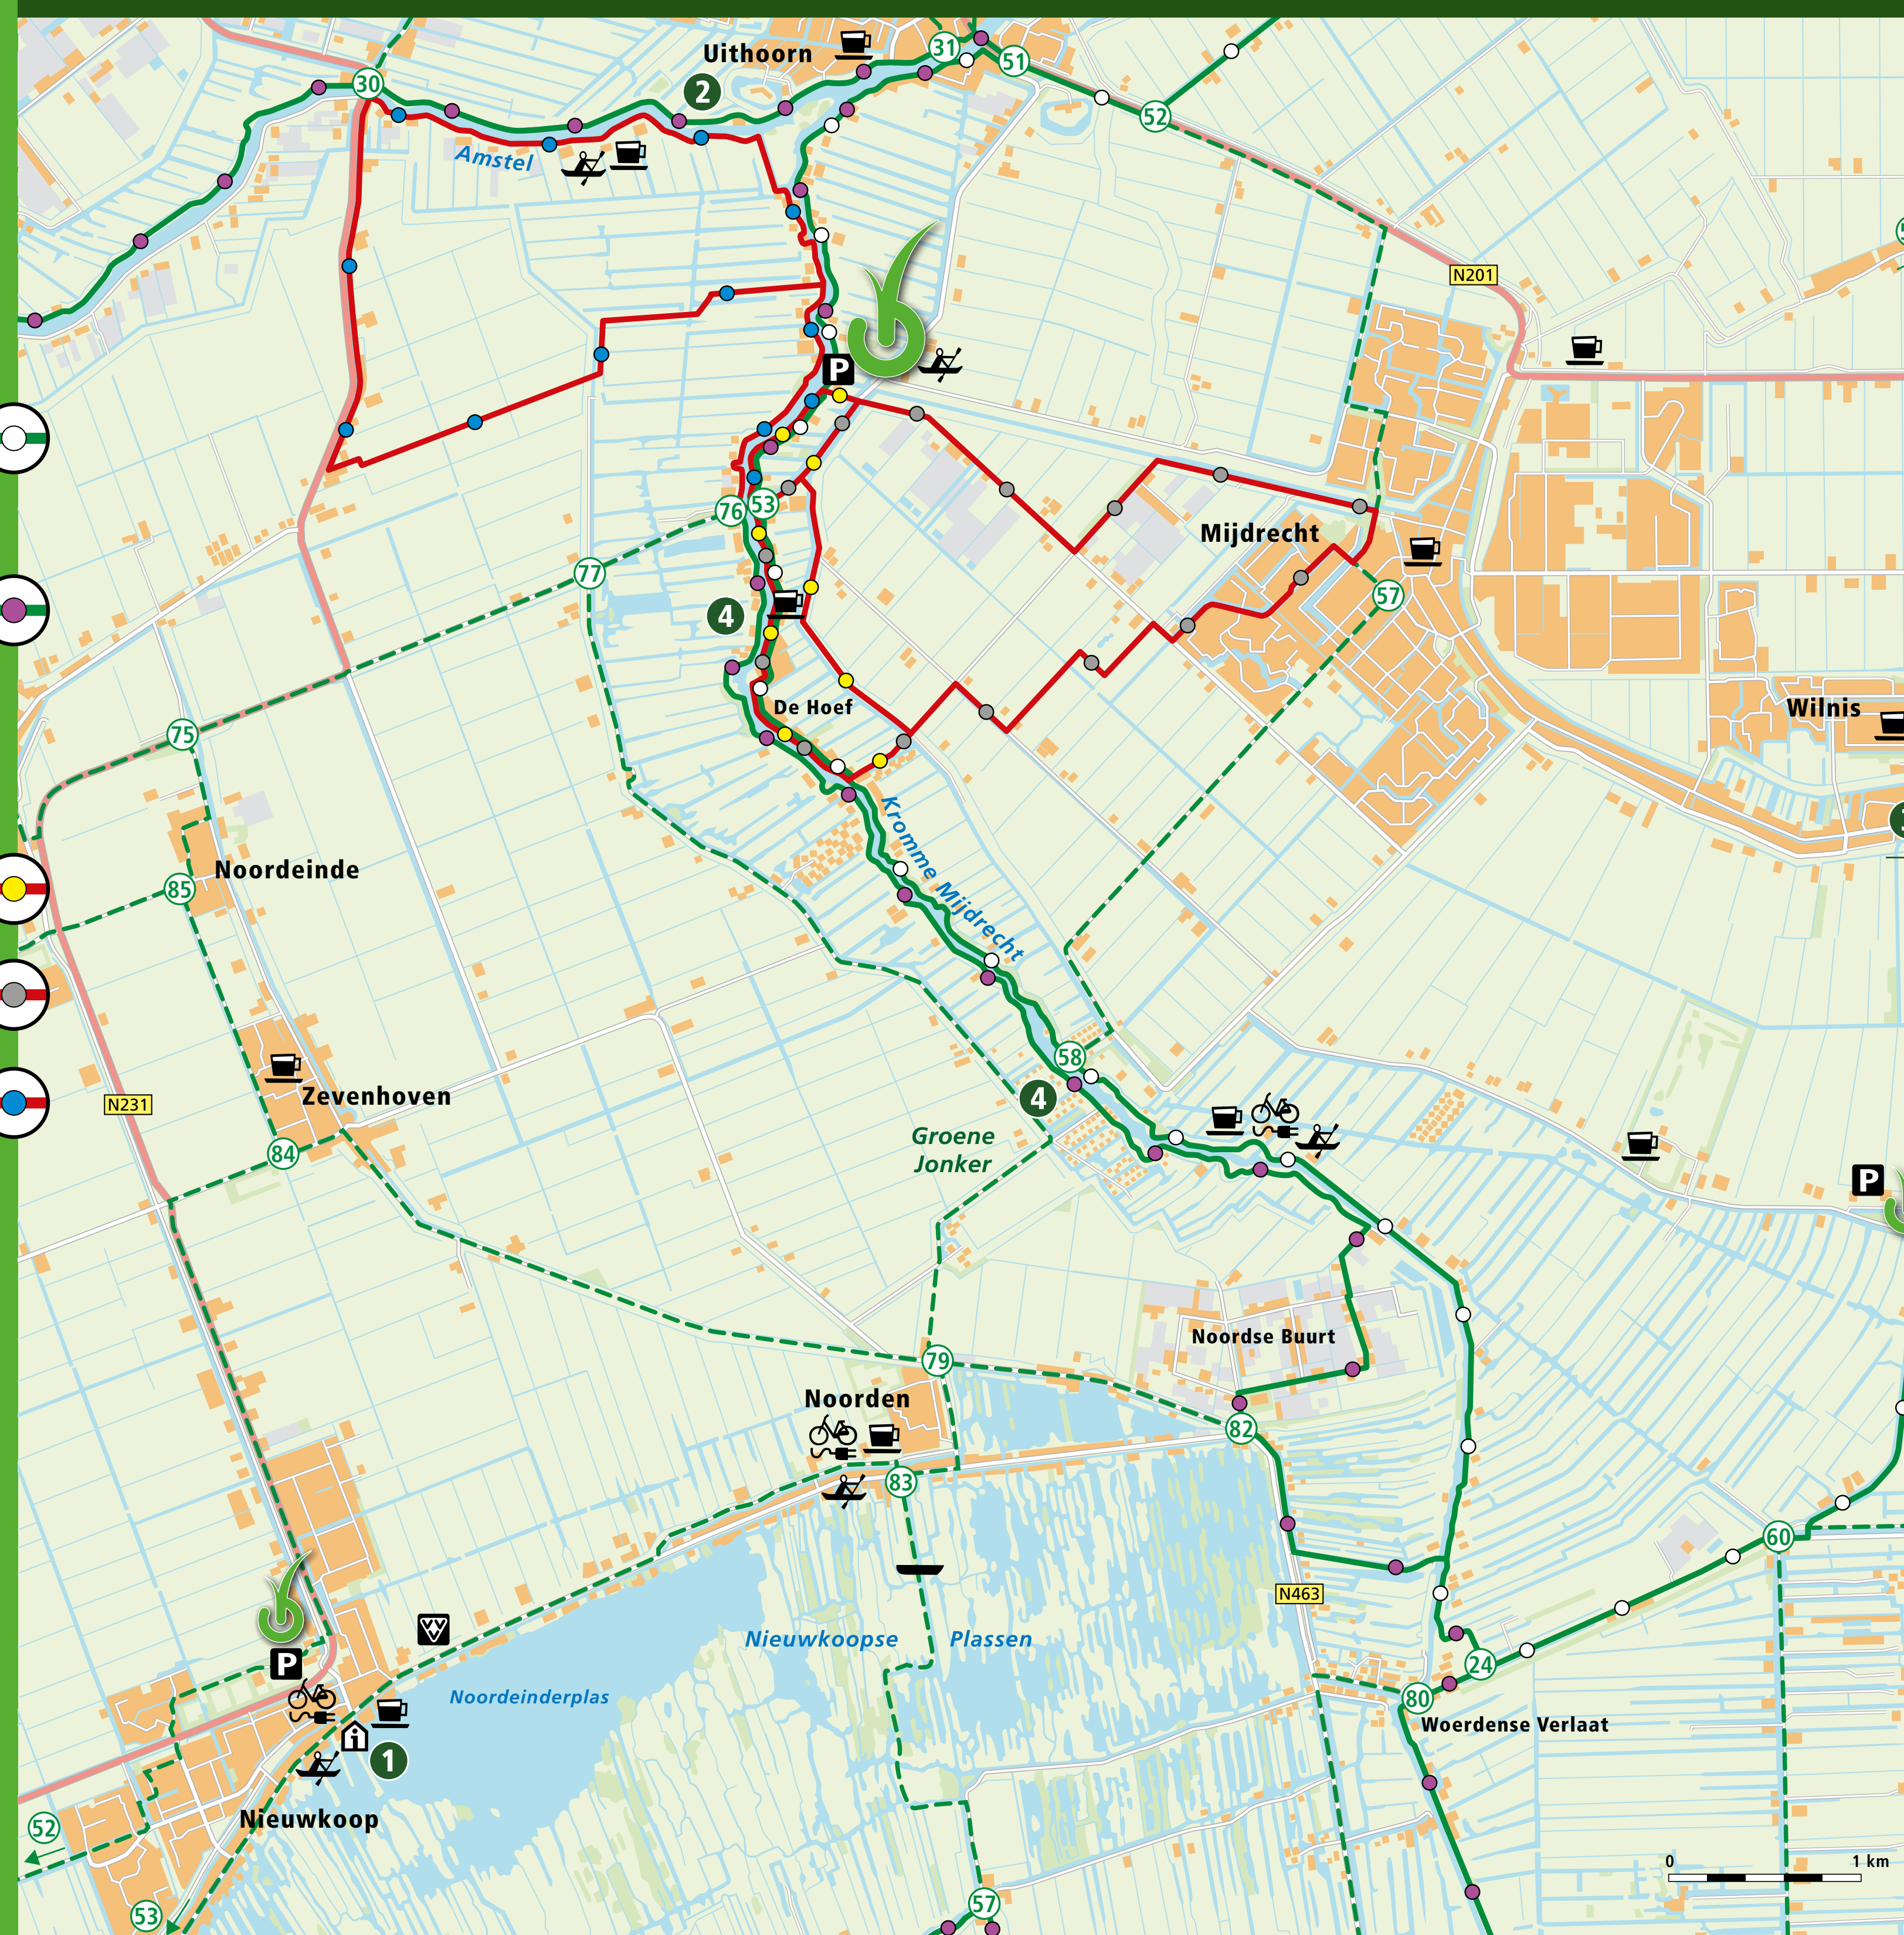 Uithoorn
31
51
30
2
52
Amstel
N201
P
76
53
Mijdrecht
77
57
4
De Hoef
Wilnis
75
Kromme Mijdrecht
Noordeinde
85
58
4
Zevenhoven
N231
Groene
Jonker
84
P
Noordse Buurt
79
Noorden
82
83
60
N463
Nieuwkoopse Plassen
24
P
Noordeinderplas
80
Woerdense Verlaat
i
1
Nieuwkoop
52
0 1 km
57
53